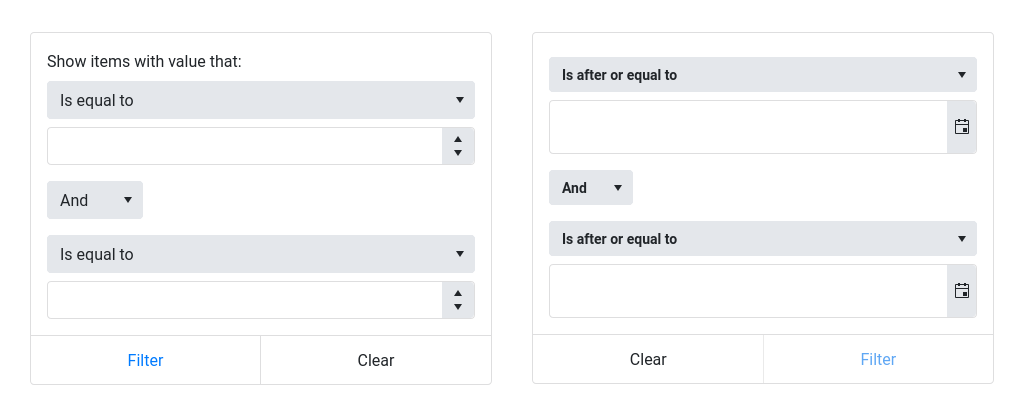 Show items with value that:
Is equal to
And
Is equal to
Filter
Clear
Is after or equal to
And
Is after or equal to
Clear
Filter